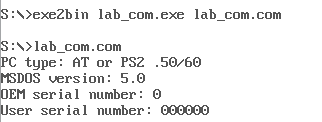 S:\>exe2bin lab_com.exe lab_com.com
S:\>lab_com.com
PC type: AT or PS2 .50/60
MSDOS version: 5.0
OEM serial number: 0
User serial number: 000000